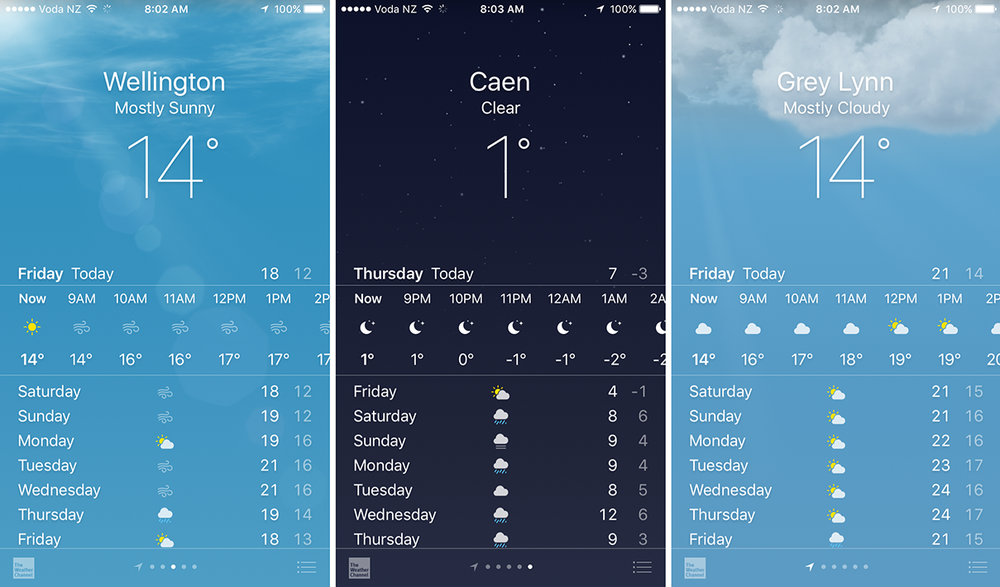 Voda NZ 8:02 AM 100%
Wellington
Mostly Sunny
14°
Friday Today 18 12
Now 9AM 10AM 11AM 12PM 1PM 2P
14° 14° 16° 16° 17° 17° 17
Saturday 18 12
Sunday 19 12
Monday 19 16
Tuesday 21 16
Wednesday 21 16
Thursday 19 14
Friday 18 13
The
Weather
Channel
Voda NZ 8:03 AM 100%
Caen
Clear
1°
Thursday Today 7 -3
Now 9PM 10PM 11PM 12AM 1AM 2A
1° 1° 0° -1° -1° -2° -2
Friday 4 -1
Saturday 8 6
Sunday 9 4
Monday 9 4
Tuesday 8 5
Wednesday 12 6
Thursday 9 3
The
Weather
Channel
Voda NZ 8:02 AM 100%
Grey Lynn
Mostly Cloudy
14°
Friday Today 21 14
Now 9AM 10AM 11AM 12PM 1PM 2P
14° 16° 17° 18° 19° 19° 20
Saturday 21 15
Sunday 21 16
Monday 22 16
Tuesday 23 17
Wednesday 24 16
Thursday 24 17
Friday 21 15
The
Weather
Channel